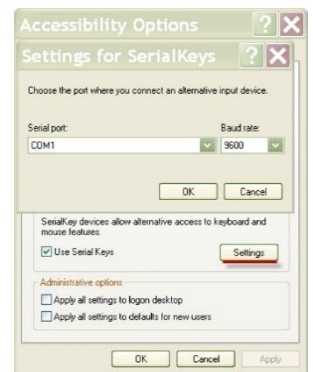 Accessibility Options
Settings for SerialKeys
Choose the port where you connect an alternative input device.
Serial port: Baud rate:
COM1 9600
OK Cancel
SerialKey devices allow alternative access to keyboard and
mouse features.
Use Serial Keys Settings
Administrative options
Apply all settings to logon desktop
Apply all settings to defaults for new users
OK Cancel Apply